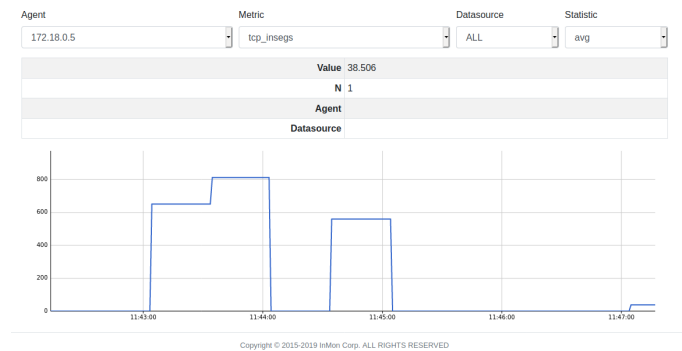 Agent Metric Datasource Statistic
172.18.0.5 tcp_insegs ALL avg
Value 38.506
N 1
Agent
Datasource
800
600
400
200
0
11:43:00 11:44:00 11:45:00 11:46:00 11:47:00
Copyright © 2015-2019 InMon Corp. ALL RIGHTS RESERVED